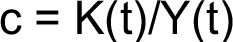 c = K(t)/Y(t)